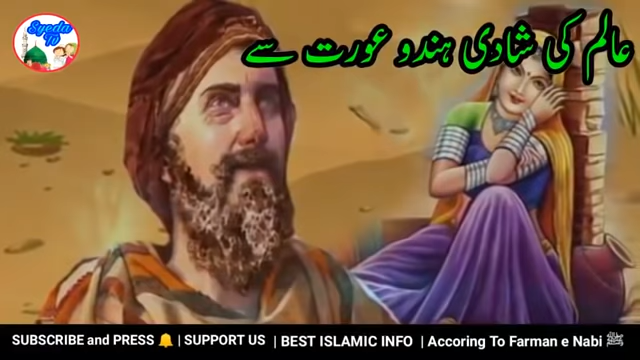 Syeda
TV
عالم کی شادی ہندو عورت سے
SUBSCRIBE and PRESS 🔔 | SUPPORT US | BEST ISLAMIC INFO | Accoring To Farman e Nabi ﷺ